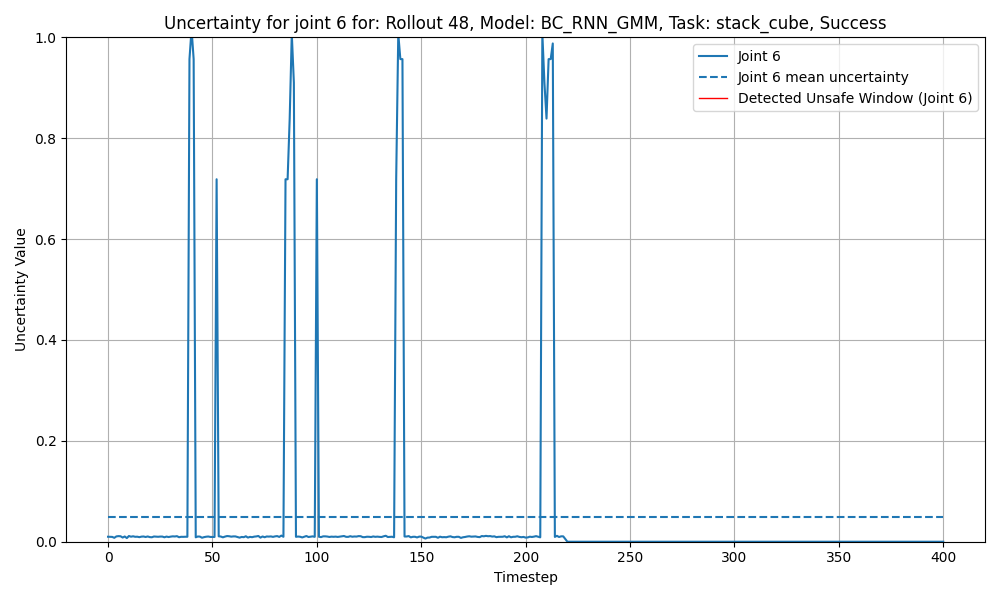 Uncertainty for joint 6 for: Rollout 48, Model: BC_RNN_GMM, Task: stack_cube, Success
Joint 6
Joint 6 mean uncertainty
Detected Unsafe Window (Joint 6)
Uncertainty Value
1.0
0.8
0.6
0.4
0.2
0.0
0 50 100 150 200 250 300 350 400
Timestep